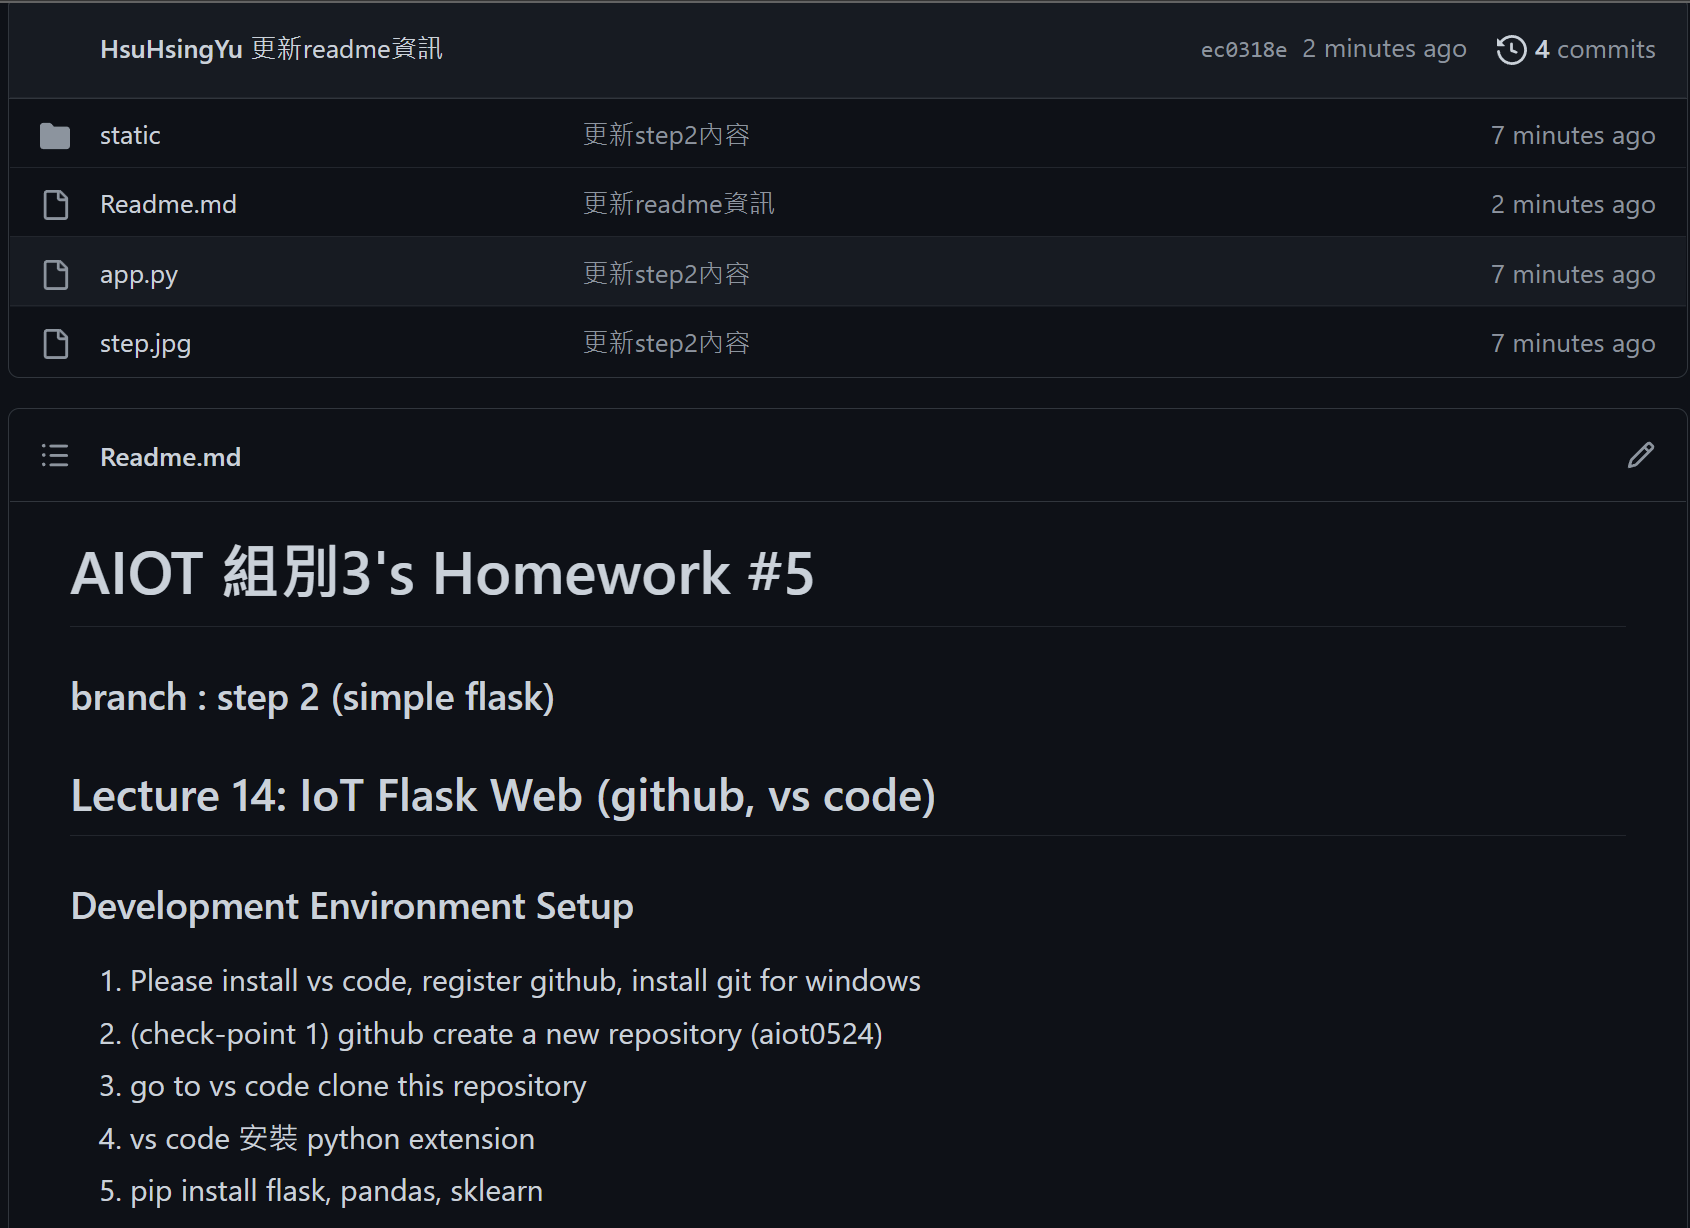 HsuHsingYu 更新readme資訊 ec0318e 2 minutes ago 4 commits
static 更新step2內容 7 minutes ago
Readme.md 更新readme資訊 2 minutes ago
app.py 更新step2內容 7 minutes ago
step.jpg 更新step2內容 7 minutes ago
Readme.md
AIOT 組別3's Homework #5
branch : step 2 (simple flask)
Lecture 14: IoT Flask Web (github, vs code)
Development Environment Setup
1. Please install vs code, register github, install git for windows
2. (check-point 1) github create a new repository (aiot0524)
3. go to vs code clone this repository
4. vs code 安裝 python extension
5. pip install flask, pandas, sklearn